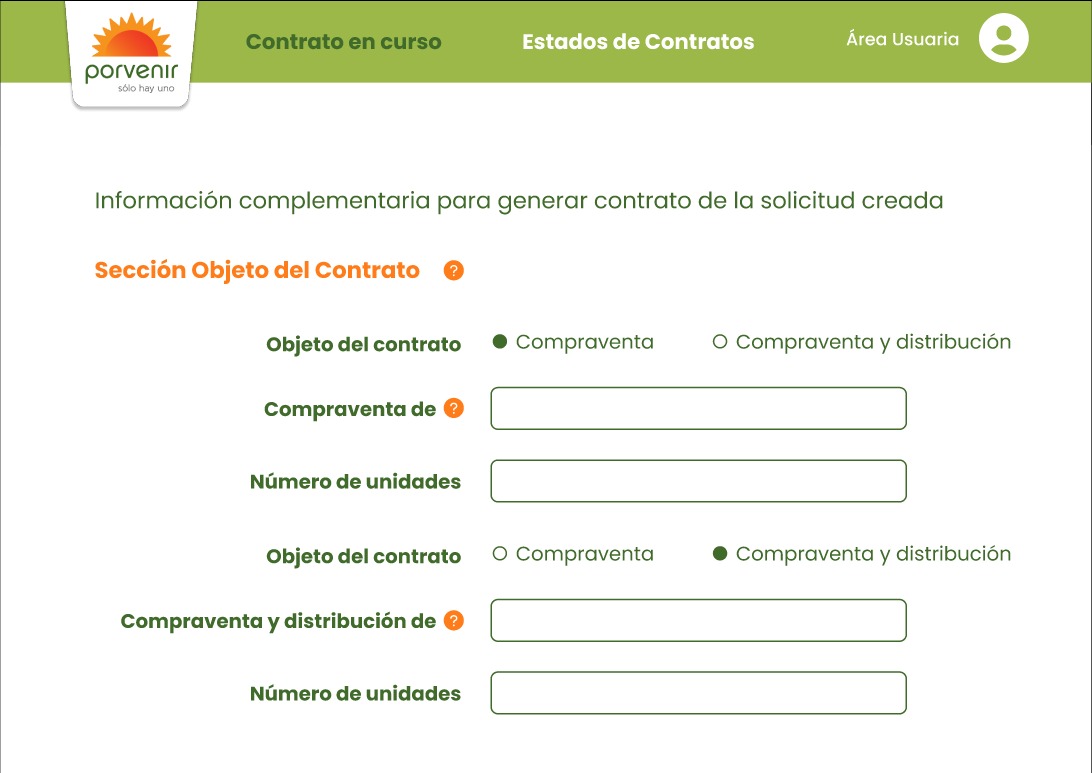 Contrato en curso
Estados de Contratos
Área Usuaria
porvenir
sólo hay uno
Información complementaria para generar contrato de la solicitud creada
Sección Objeto del Contrato ?
Objeto del contrato Compraventa Compraventa y distribución
Compraventa de ?
Número de unidades
Objeto del contrato Compraventa Compraventa y distribución
Compraventa y distribución de ?
Número de unidades